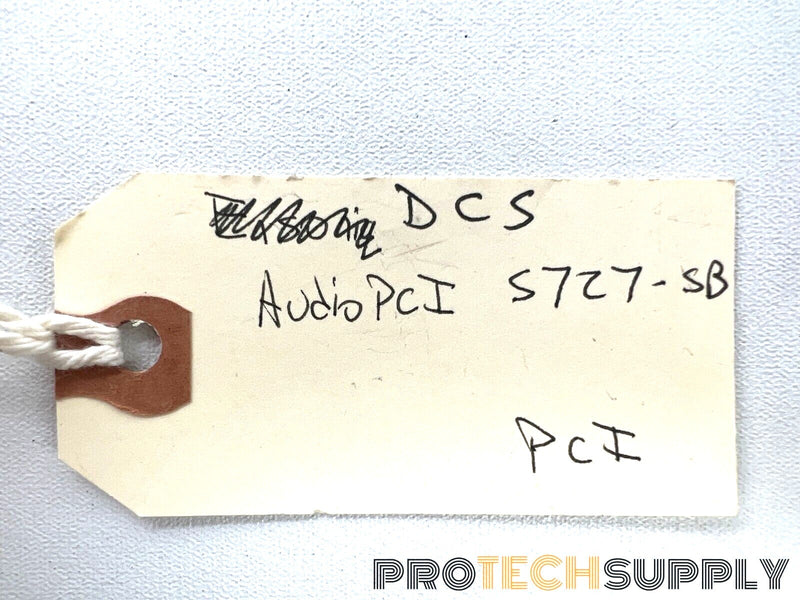 DCS
AudioPCI S727-SB
PCI
PROTECHSUPPLY